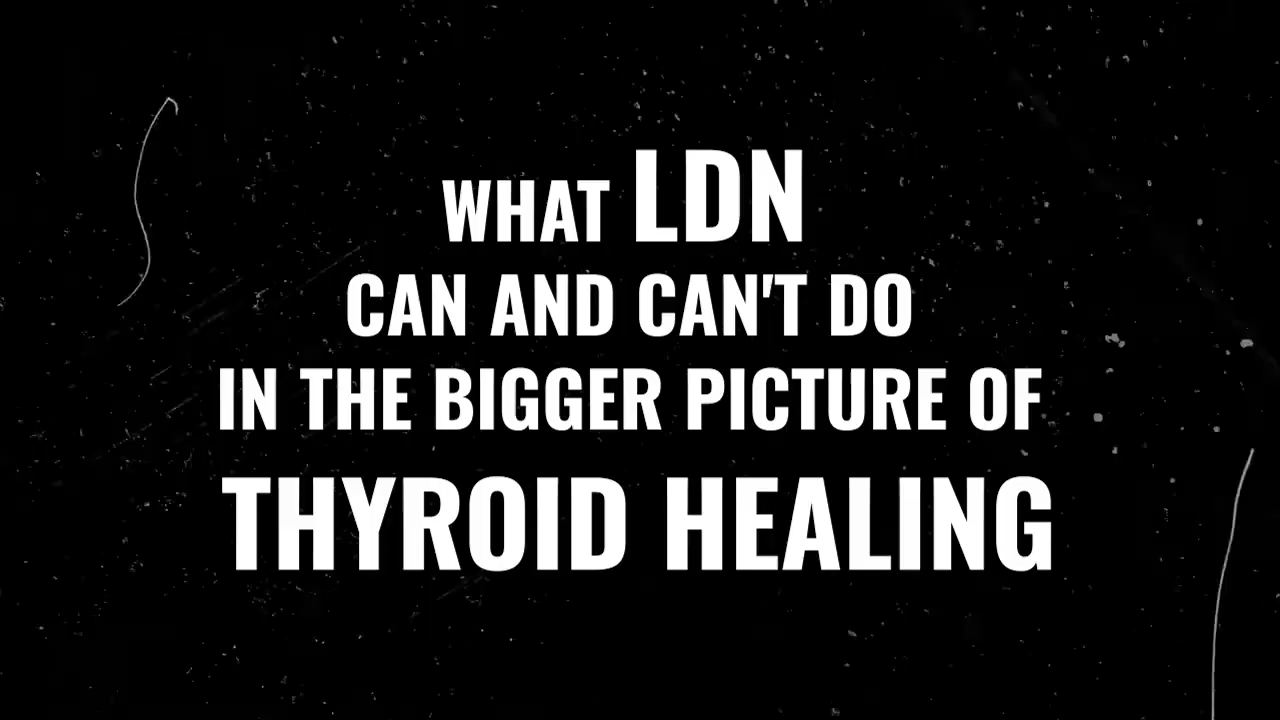 WHAT LDN
CAN AND CAN'T DO
IN THE BIGGER PICTURE OF
THYROID HEALING